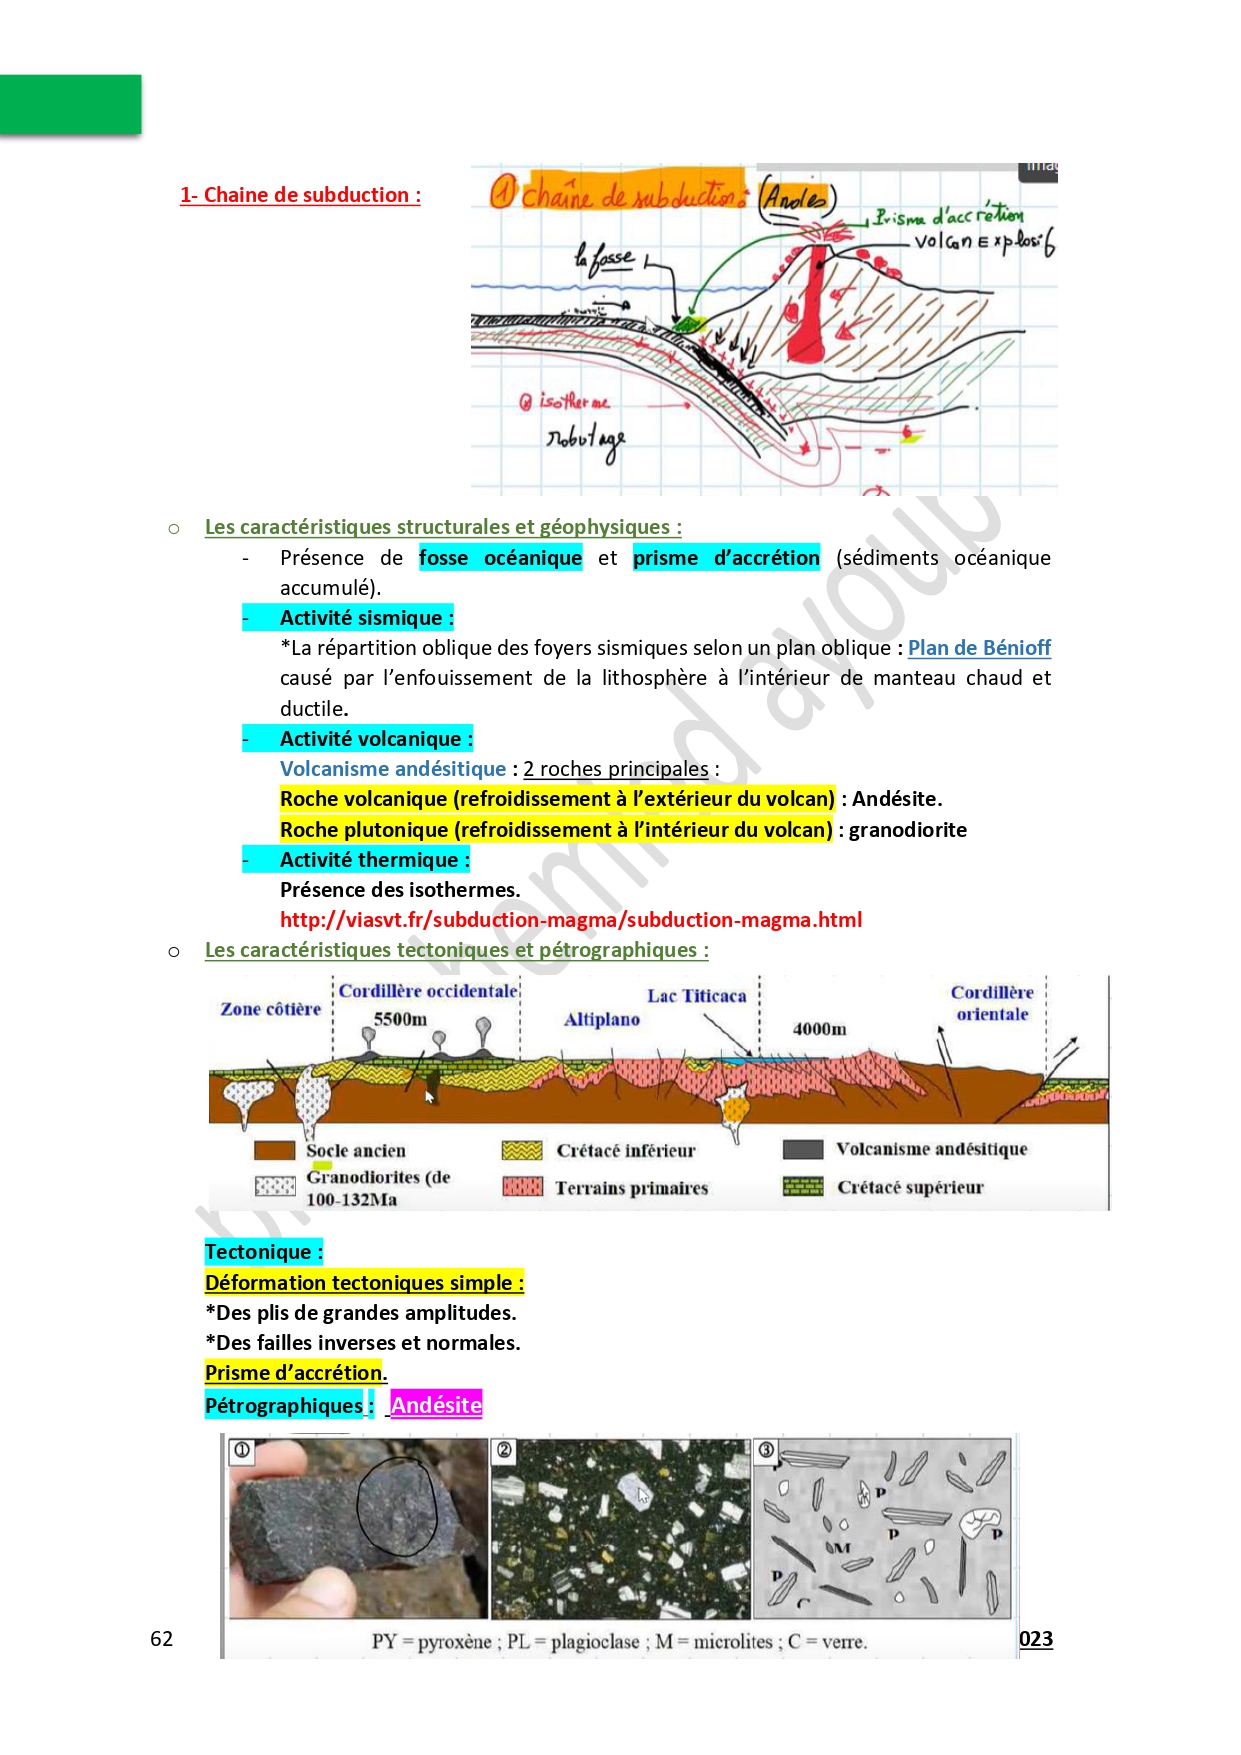 1- Chaine de subduction :
Imag
① chaîne de subduction : (Andes)
Prisme d'accrétion
Volcan Explosif
la fosse
isotherme
robutage
o Les caractéristiques structurales et géophysiques :
- Présence de fosse océanique et prisme d’accrétion (sédiments océanique
accumulé).
- Activité sismique :
*La répartition oblique des foyers sismiques selon un plan oblique : Plan de Bénioff
causé par l’enfouissement de la lithosphère à l’intérieur de manteau chaud et
ductile.
- Activité volcanique :
Volcanisme andésitique : 2 roches principales :
Roche volcanique (refroidissement à l’extérieur du volcan) : Andésite.
Roche plutonique (refroidissement à l’intérieur du volcan) : granodiorite
- Activité thermique :
Présence des isothermes.
http://viasvt.fr/subduction-magma/subduction-magma.html
o Les caractéristiques tectoniques et pétrographiques :
Zone côtière
Cordillère occidentale
5500m
Altiplano
Lac Titicaca
4000m
Cordillère
orientale
Socle ancien
Crétacé inférieur
Volcanisme andésitique
Granodiorites (de
100-132Ma
Terrains primaires
Crétacé supérieur
Tectonique :
Déformation tectoniques simple :
*Des plis de grandes amplitudes.
*Des failles inverses et normales.
Prisme d’accrétion.
Pétrographiques : Andésite
① ② ③
P
P
P
P
M
P
C
PY = pyroxène ; PL = plagioclase ; M = microlites ; C = verre.
62
023
hemind ayoub